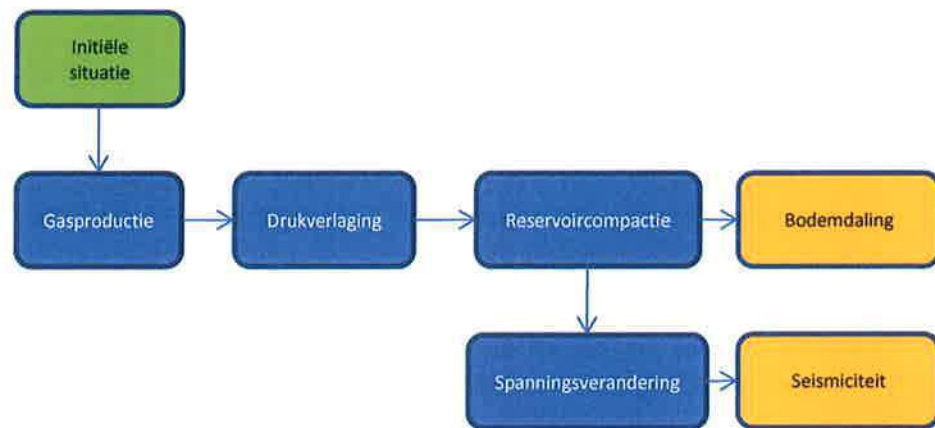 Initiële
situatie
Gasproductie
Drukverlaging
Reservoircompactie
Bodemdaling
Spanningsverandering
Seismiciteit